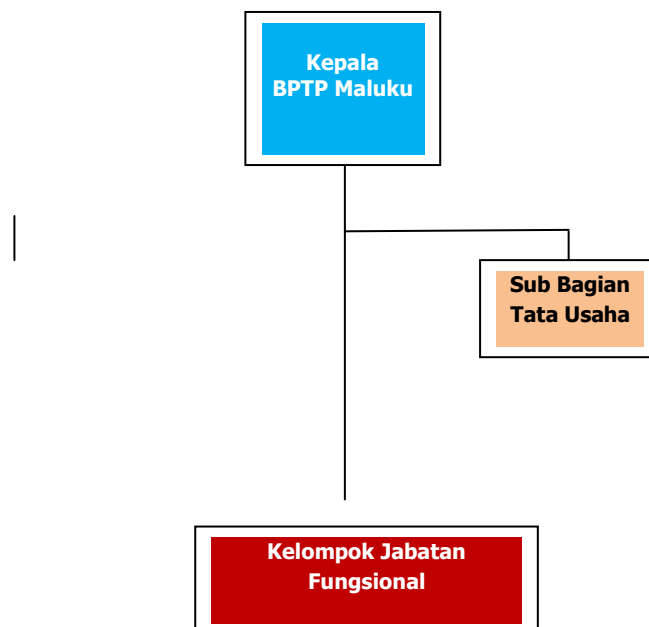 Kepala
BPTP Maluku
Sub Bagian
Tata Usaha
Kelompok Jabatan
Fungsional